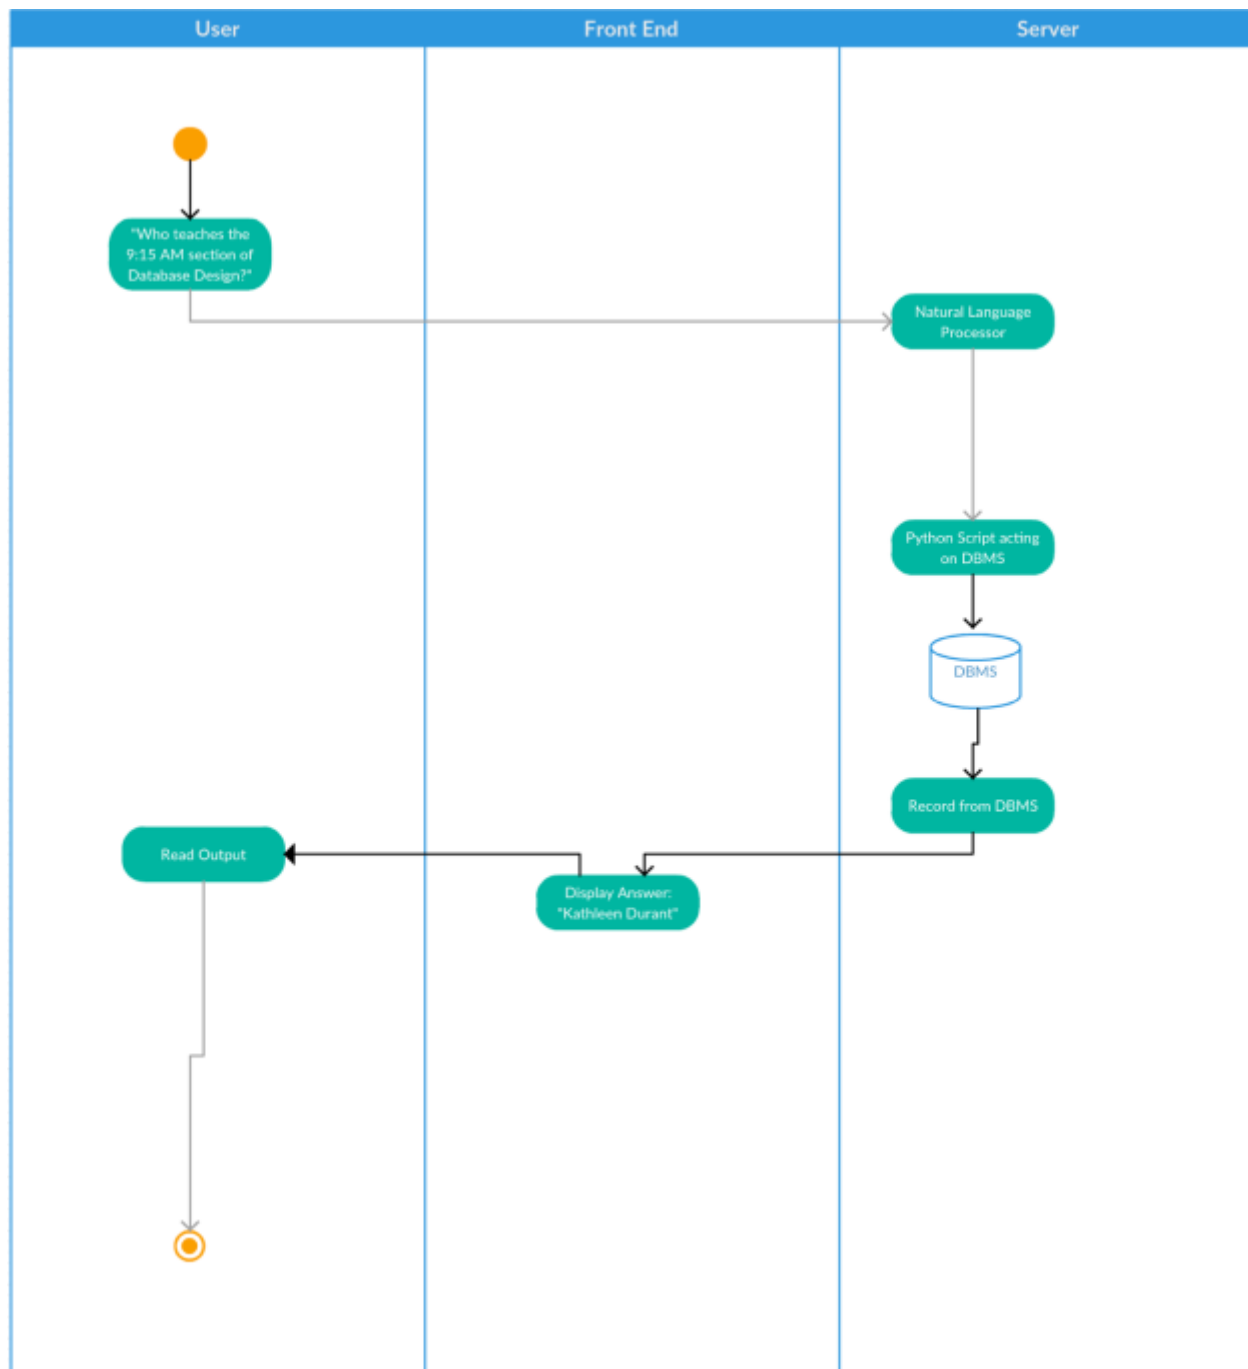 User
Front End
Server
"Who teaches the
9:15 AM section of
Database Design?"
Natural Language
Processor
Python Script acting
on DBMS
DBMS
Record from DBMS
Read Output
Display Answer:
"Kathleen Durant"